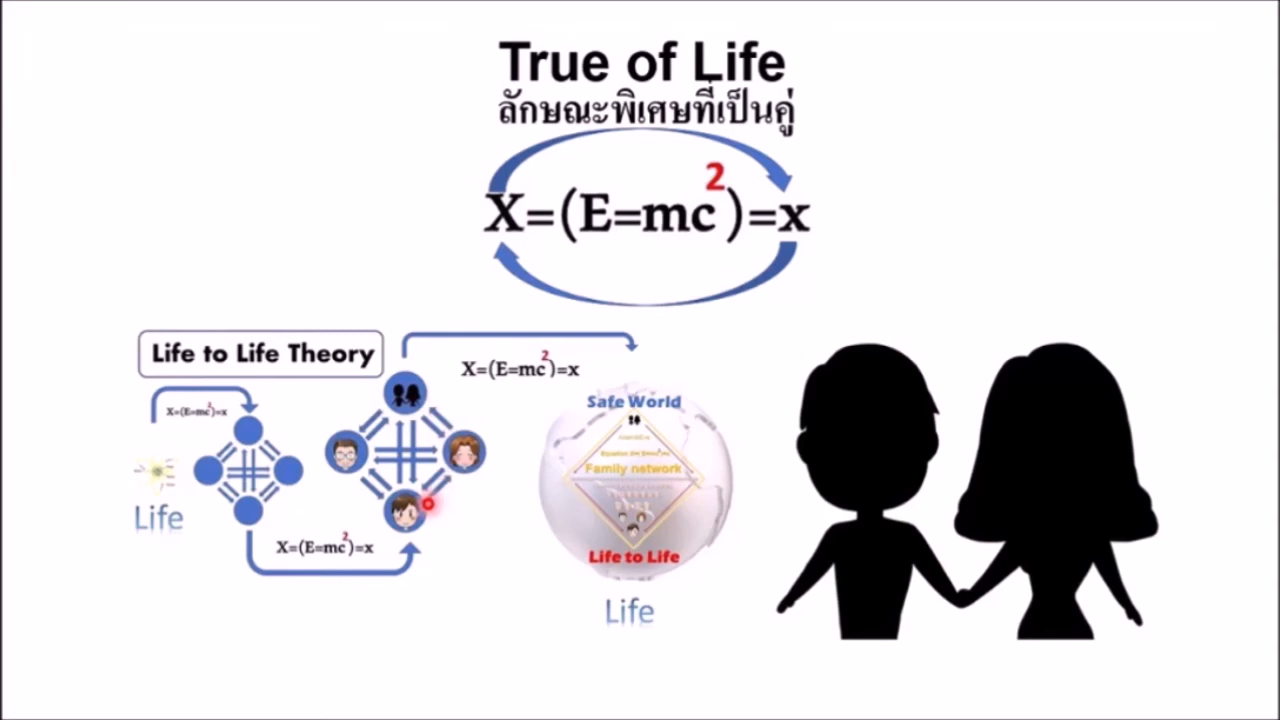 True of Life
ลักษณะพิเศษที่เป็นคู่
X=(E=mc²)=x
Life to Life Theory
X=(E=mc²)=x
X=(E=mc²)=x
Life
X=(E=mc²)=x
Safe World
Family network
Life to Life
Life